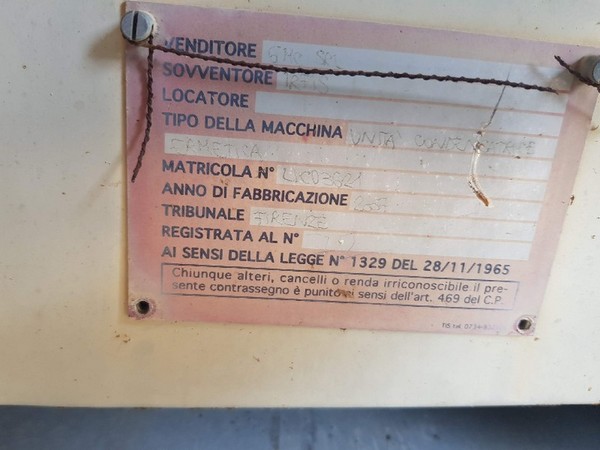 VENDITORE
SOVVENTORE
LOCATORE
TIPO DELLA MACCHINA UNITA' CONDENSATRICE
MATRICOLA N°
ANNO DI FABBRICAZIONE
TRIBUNALE FIRENZE
REGISTRATA AL N°
AI SENSI DELLA LEGGE N° 1329 DEL 28/11/1965
Chiunque alteri, cancelli o renda irriconoscibile il pre-
sente contrassegno è punito ai sensi dell'art. 469 del C.P.